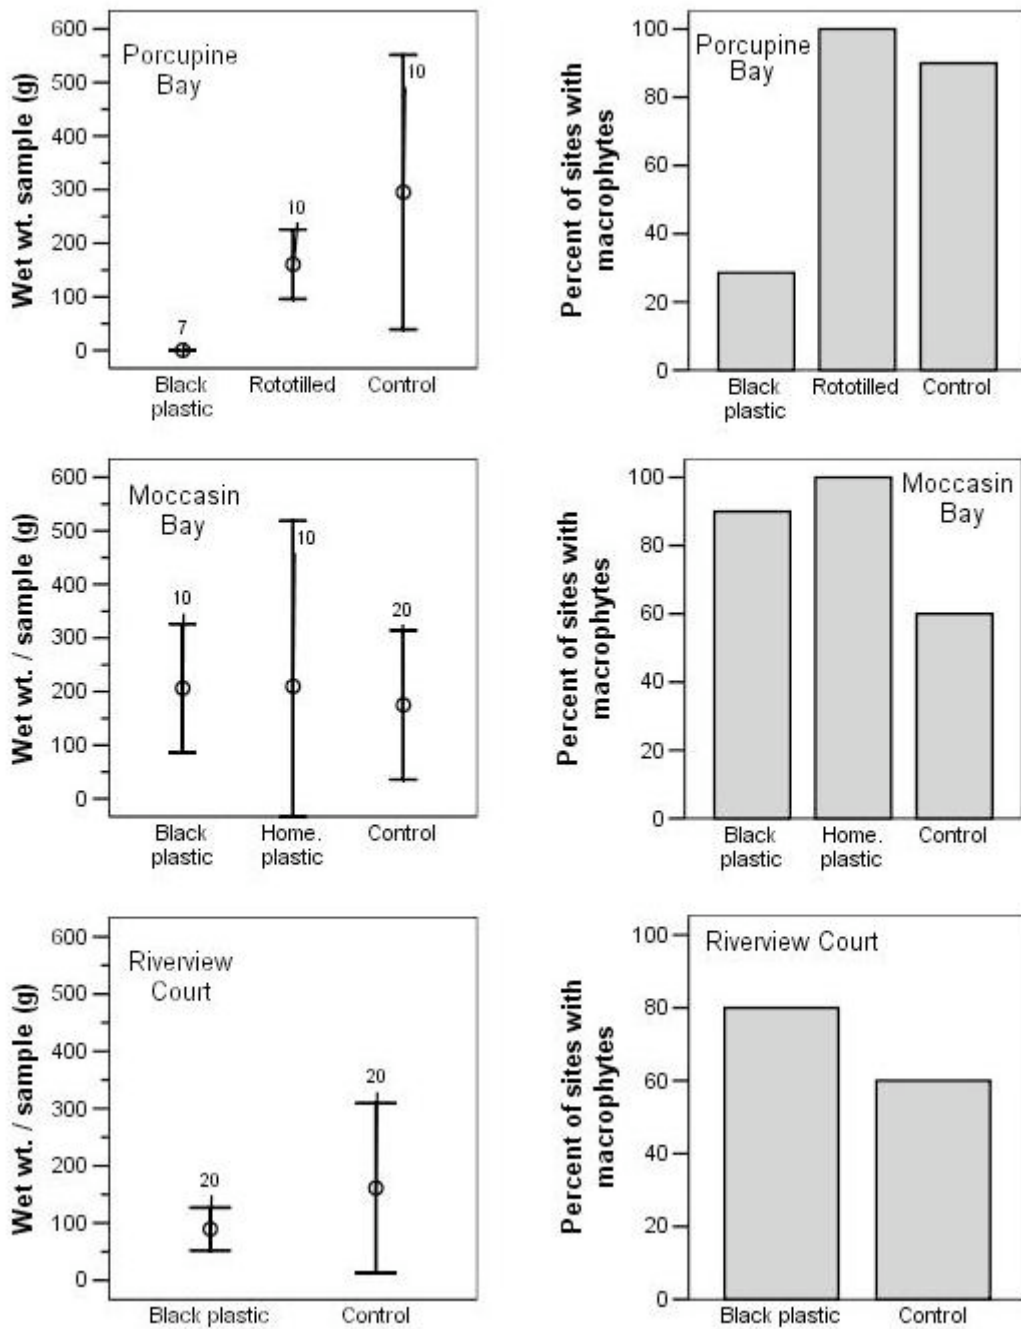 Wet wt. sample (g)
600
500
400
300
200
100
0
Porcupine
Bay
7
10
10
Black
plastic
Rototilled
Control
Percent of sites with
macrophytes
100
80
60
40
20
0
Porcupine
Bay
Black
plastic
Rototilled
Control
Wet wt. / sample (g)
600
500
400
300
200
100
0
Moccasin
Bay
10
10
20
Black
plastic
Home.
plastic
Control
Percent of sites with
macrophytes
100
80
60
40
20
0
Moccasin
Bay
Black
plastic
Home.
plastic
Control
Wet wt. / sample (g)
600
500
400
300
200
100
0
Riverview
Court
20
20
Black plastic
Control
Percent of sites with
macrophytes
100
80
60
40
20
0
Riverview Court
Black plastic
Control